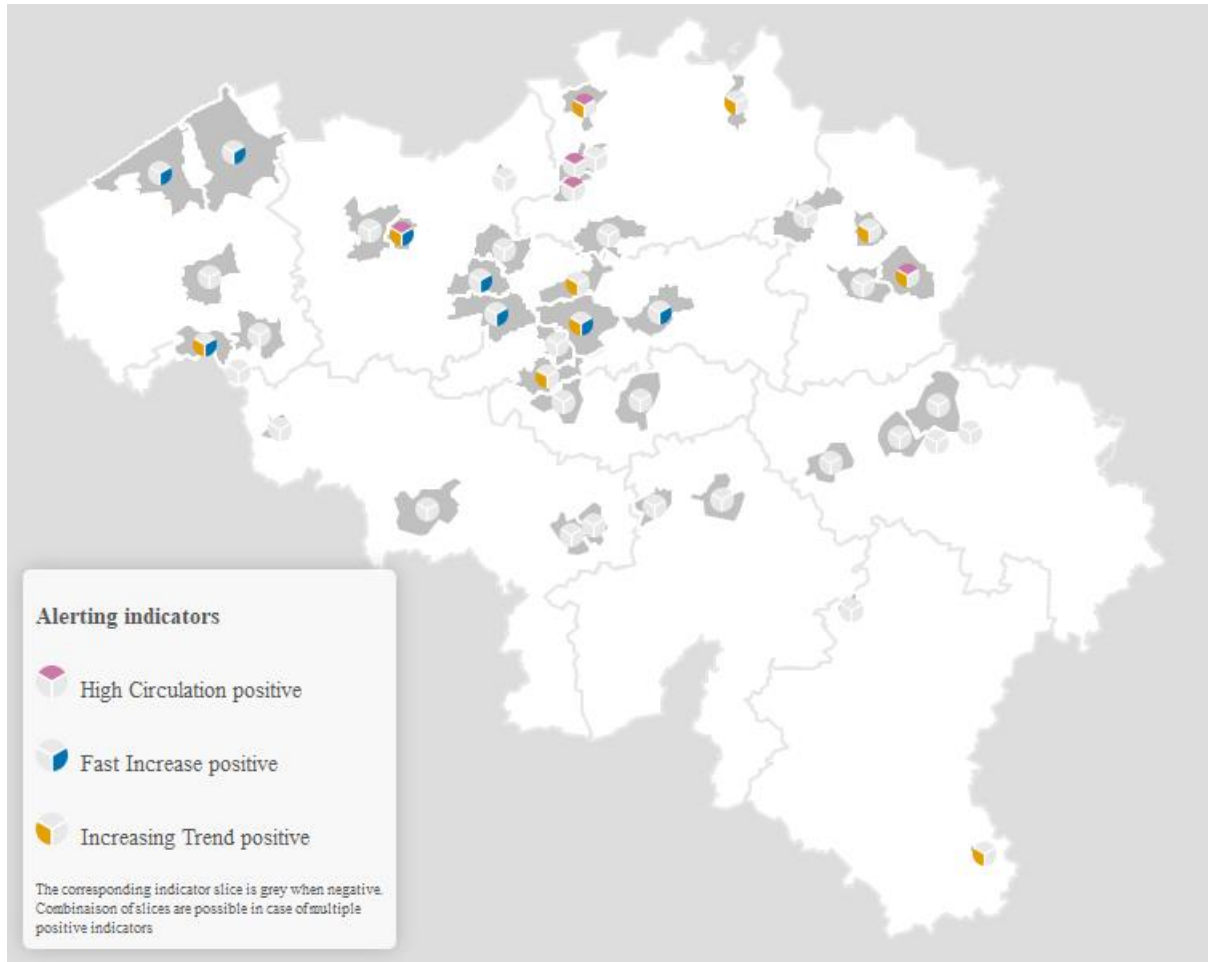 Alerting indicators
High Circulation positive
Fast Increase positive
Increasing Trend positive
The corresponding indicator slice is grey when negative.
Combinaison of slices are possible in case of multiple
positive indicators